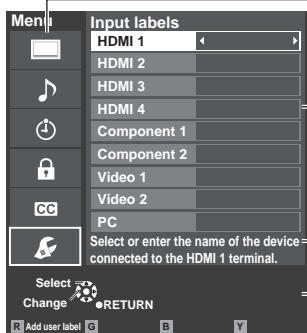 Menu
Input labels
HDMI 1
HDMI 2
HDMI 3
HDMI 4
Component 1
Component 2
Video 1
Video 2
PC
Select or enter the name of the device
connected to the HDMI 1 terminal.
CC
Select
Change
RETURN
R Add user label G B Y